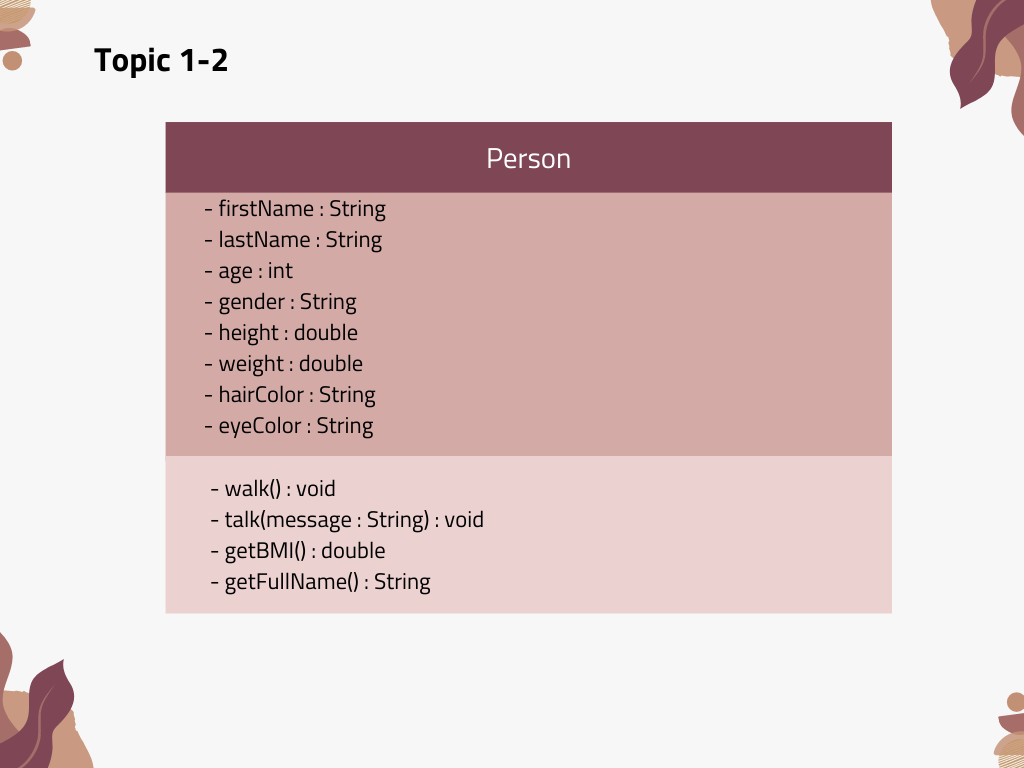 Topic 1-2
Person
- firstName : String
- lastName : String
- age : int
- gender : String
- height : double
- weight : double
- hairColor : String
- eyeColor : String
- walk() : void
- talk(message : String) : void
- getBMI() : double
- getFullName() : String